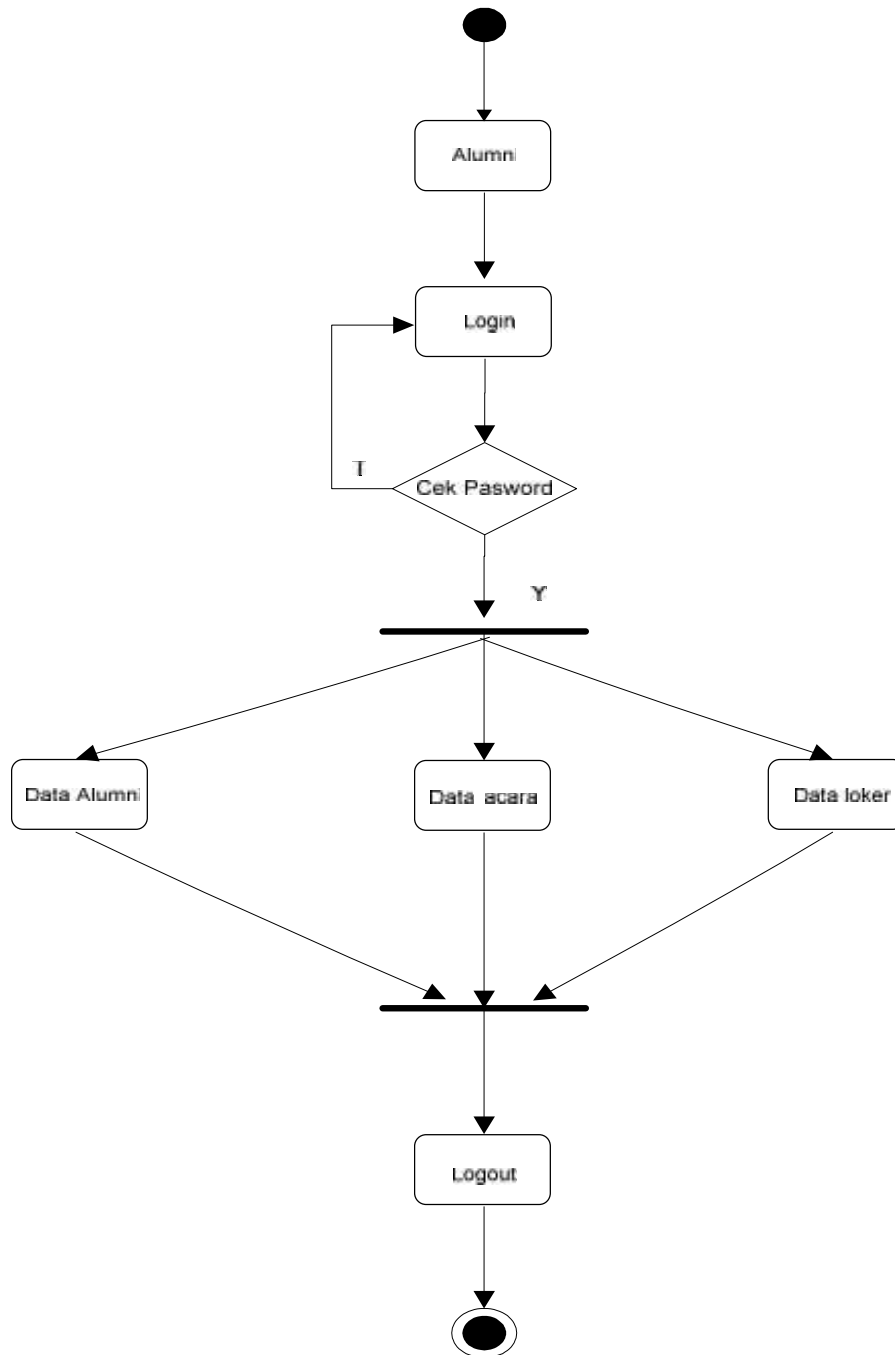 Alumni
Login
T
Cek Pasword
Y
Data Alumni
Data acara
Data loker
Logout